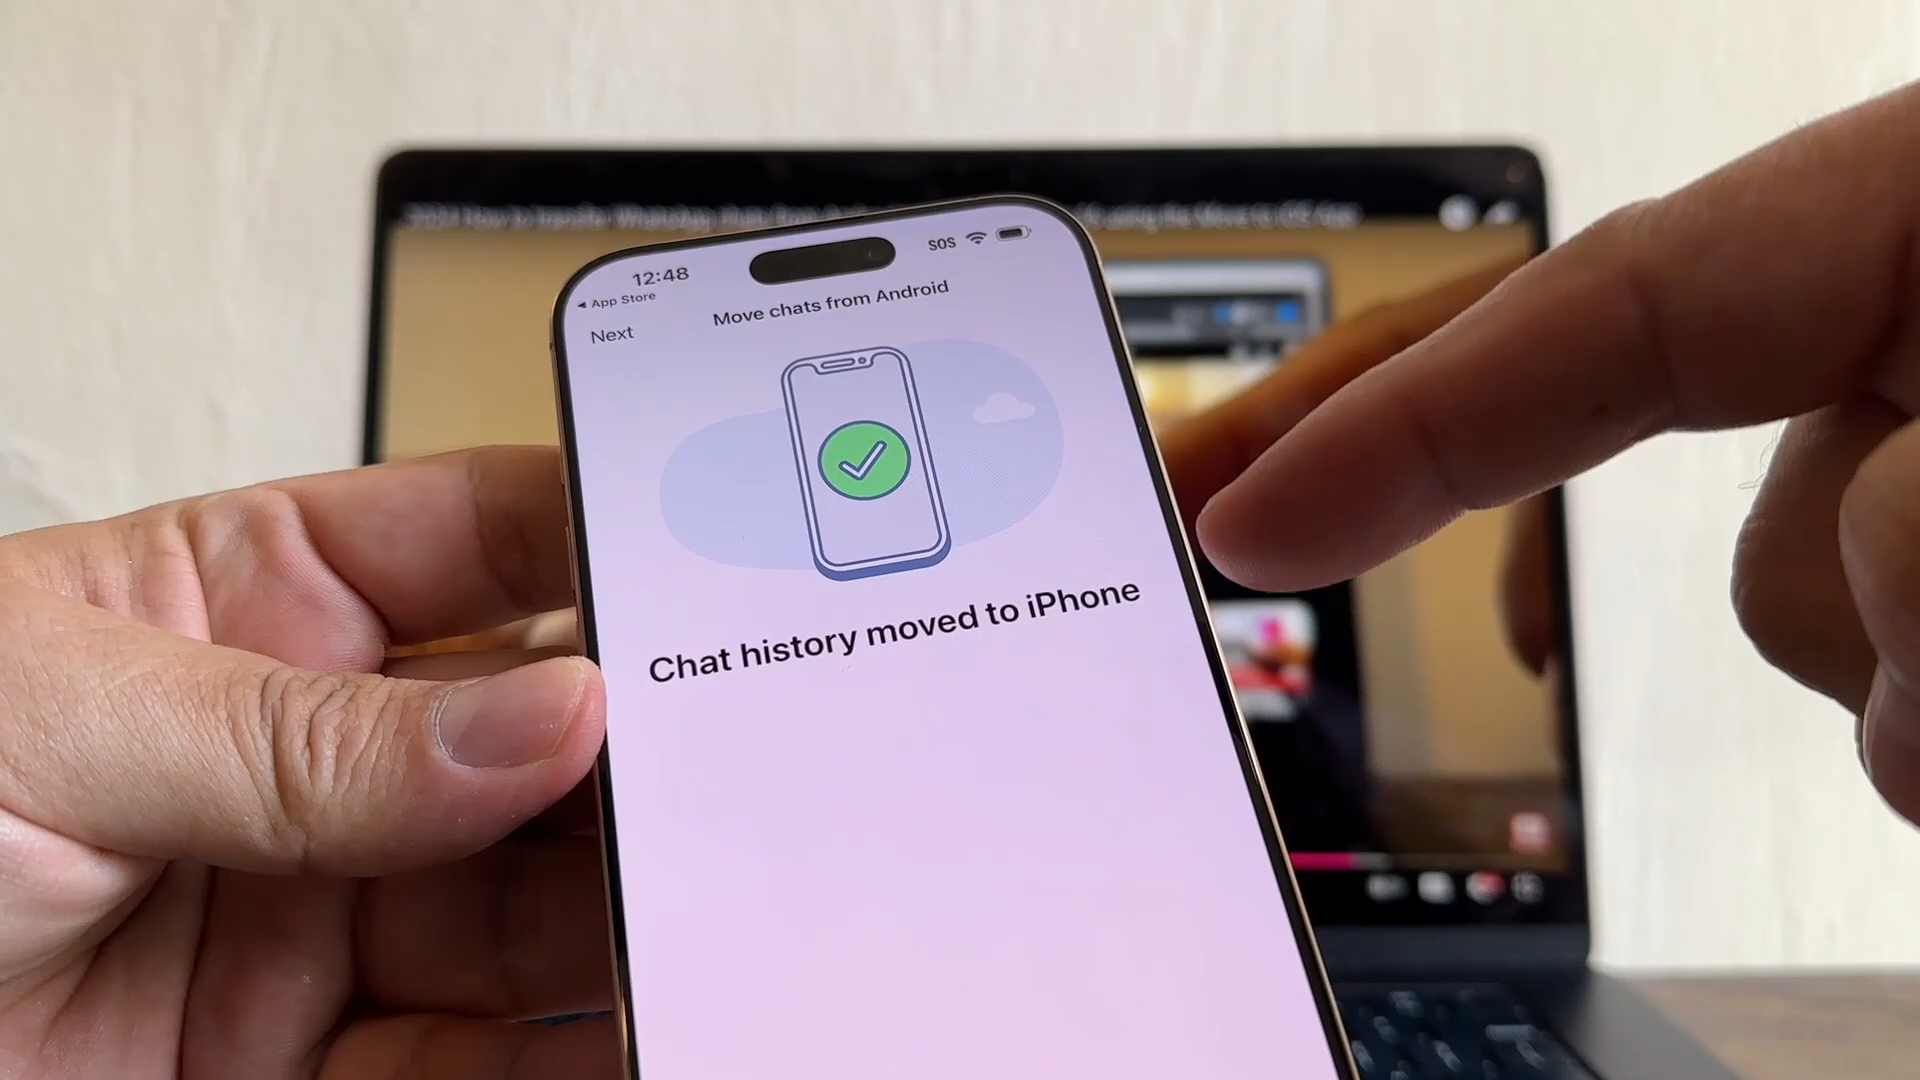 12:48
SOS
◄ App Store
Next
Move chats from Android
Chat history moved to iPhone